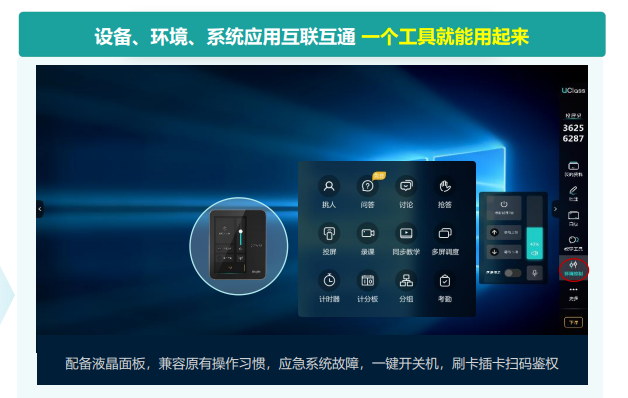 设备、环境、系统应用互联互通 一个工具就能用起来
UClass
3625
6287
挑人 问答 讨论 抢答
投屏 录课 同步教学 多屏调度
计时器 计分板 分组 考勤
更多
下课
配备液晶面板，兼容原有操作习惯，应急系统故障，一键开关机，刷卡插卡扫码鉴权